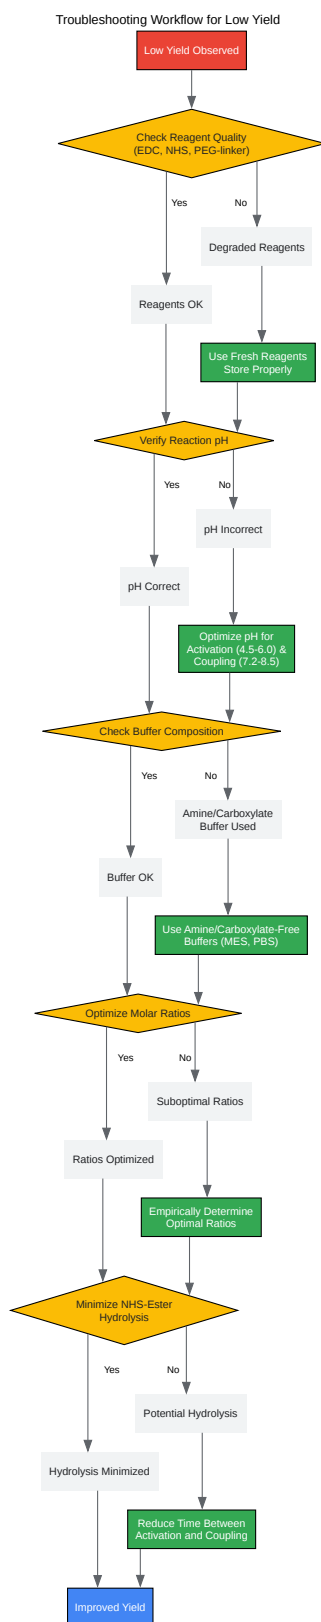 Troubleshooting Workflow for Low Yield
Low Yield Observed
Check Reagent Quality
(EDC, NHS, PEG-linker)
Yes
No
Degraded Reagents
Reagents OK
Use Fresh Reagents
Store Properly
Verify Reaction pH
Yes
No
pH Incorrect
pH Correct
Optimize pH for
Activation (4.5-6.0) &
Coupling (7.2-8.5)
Check Buffer Composition
Yes
No
Amine/Carboxylate
Buffer Used
Buffer OK
Use Amine/Carboxylate-Free
Buffers (MES, PBS)
Optimize Molar Ratios
Yes
No
Suboptimal Ratios
Ratios Optimized
Empirically Determine
Optimal Ratios
Minimize NHS-Ester
Hydrolysis
Yes
No
Potential Hydrolysis
Hydrolysis Minimized
Reduce Time Between
Activation and Coupling
Improved Yield